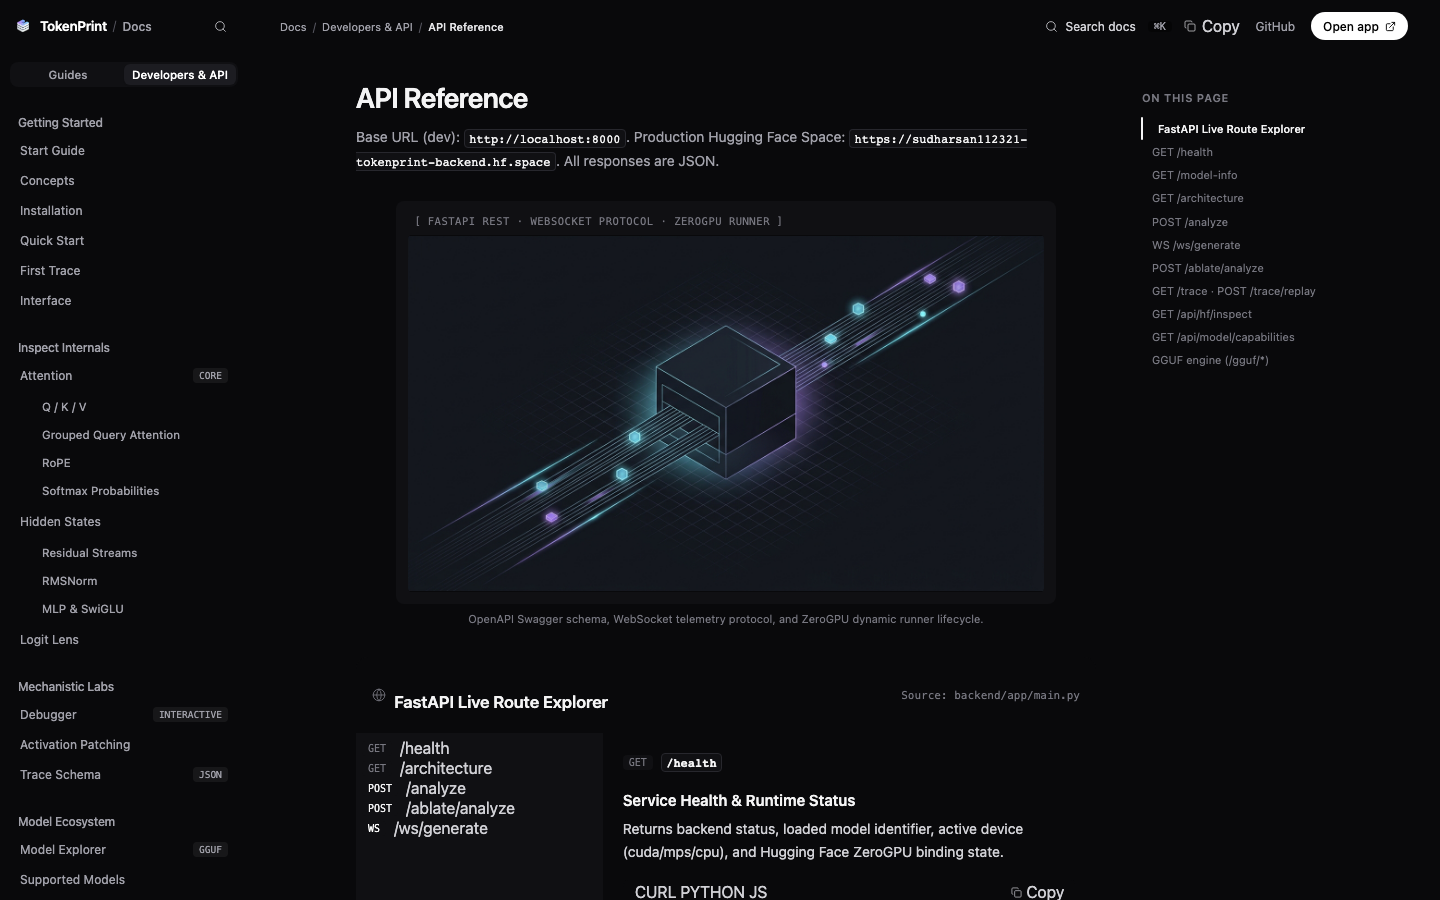 TokenPrint / Docs
Guides
Developers & API
Getting Started
Start Guide
Concepts
Installation
Quick Start
First Trace
Interface
Inspect Internals
Attention CORE
Q / K / V
Grouped Query Attention
RoPE
Softmax Probabilities
Hidden States
Residual Streams
RMSNorm
MLP & SwiGLU
Logit Lens
Mechanistic Labs
Debugger INTERACTIVE
Activation Patching
Trace Schema JSON
Model Ecosystem
Model Explorer GGUF
Supported Models
Docs / Developers & API / API Reference
Search docs ⌘K Copy GitHub Open app
API Reference
Base URL (dev): http://localhost:8000. Production Hugging Face Space: https://sudharsan112321-
tokenprint-backend.hf.space. All responses are JSON.
[ FASTAPI REST · WEBSOCKET PROTOCOL · ZEROGPU RUNNER ]
OpenAPI Swagger schema, WebSocket telemetry protocol, and ZeroGPU dynamic runner lifecycle.
FastAPI Live Route Explorer
Source: backend/app/main.py
GET /health
GET /architecture
POST /analyze
POST /ablate/analyze
WS /ws/generate
GET /health
Service Health & Runtime Status
Returns backend status, loaded model identifier, active device
(cuda/mps/cpu), and Hugging Face ZeroGPU binding state.
CURL PYTHON JS Copy
ON THIS PAGE
FastAPI Live Route Explorer
GET /health
GET /model-info
GET /architecture
POST /analyze
WS /ws/generate
POST /ablate/analyze
GET /trace · POST /trace/replay
GET /api/hf/inspect
GET /api/model/capabilities
GGUF engine (/gguf/*)